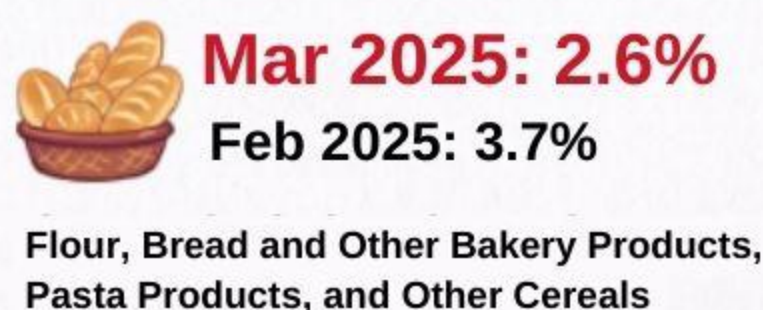 Mar 2025: 2.6%
Feb 2025: 3.7%
Flour, Bread and Other Bakery Products,
Pasta Products, and Other Cereals